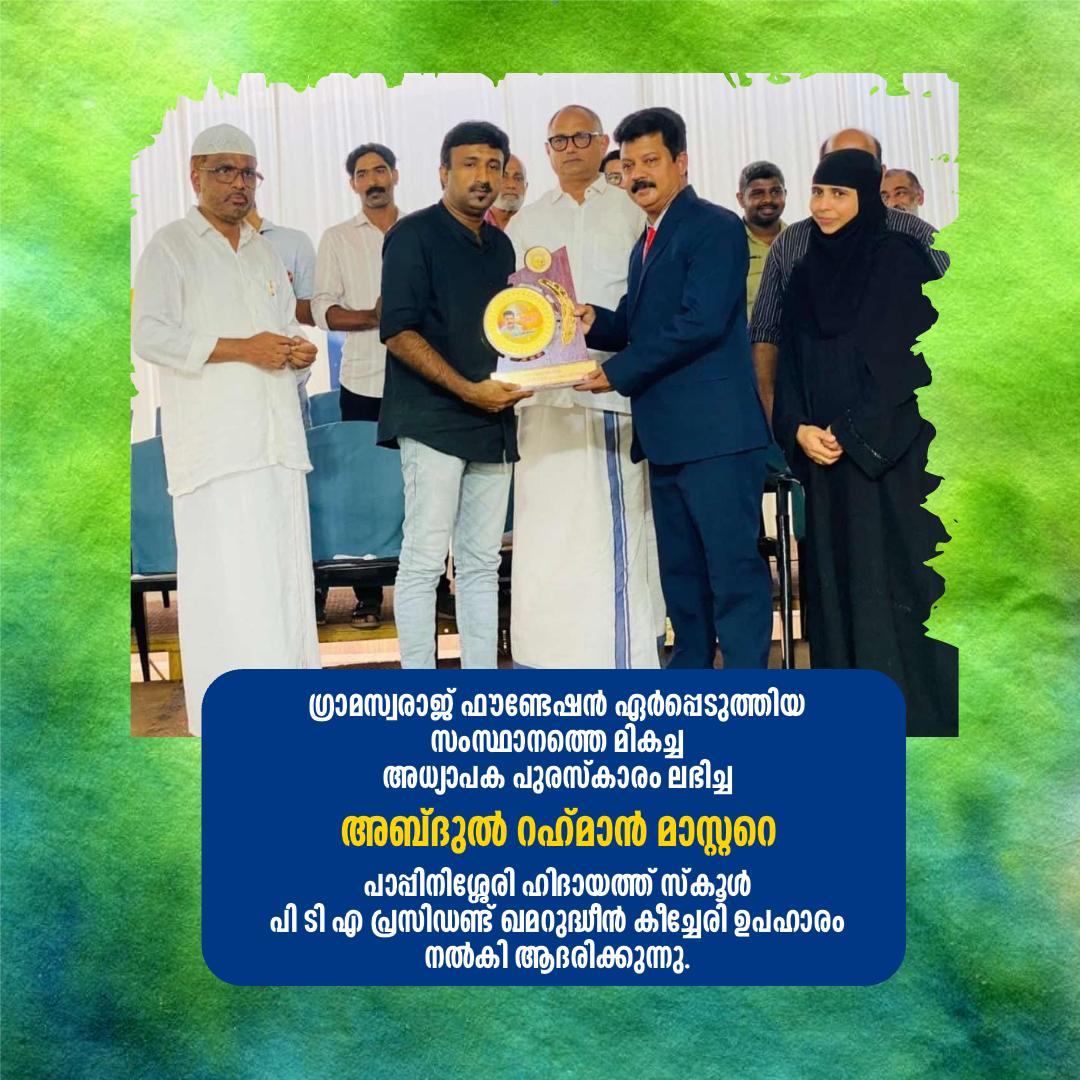 ഗ്രാമസ്വരാജ് ഫൗണ്ടേഷൻ ഏർപ്പെടുത്തിയ
സംസ്ഥാനത്തെ മികച്ച
അധ്യാപക പുരസ്കാരം ലഭിച്ച
അബ്ദുൽ റഹ്മാൻ മാസ്റ്ററെ
പാപ്പിനിശ്ശേരി ഹിദായത്ത് സ്കൂൾ
പി ടി എ പ്രസിഡണ്ട് ഖമറുദ്ധീൻ കീച്ചേരി ഉപഹാരം
നൽകി ആദരിക്കുന്നു.